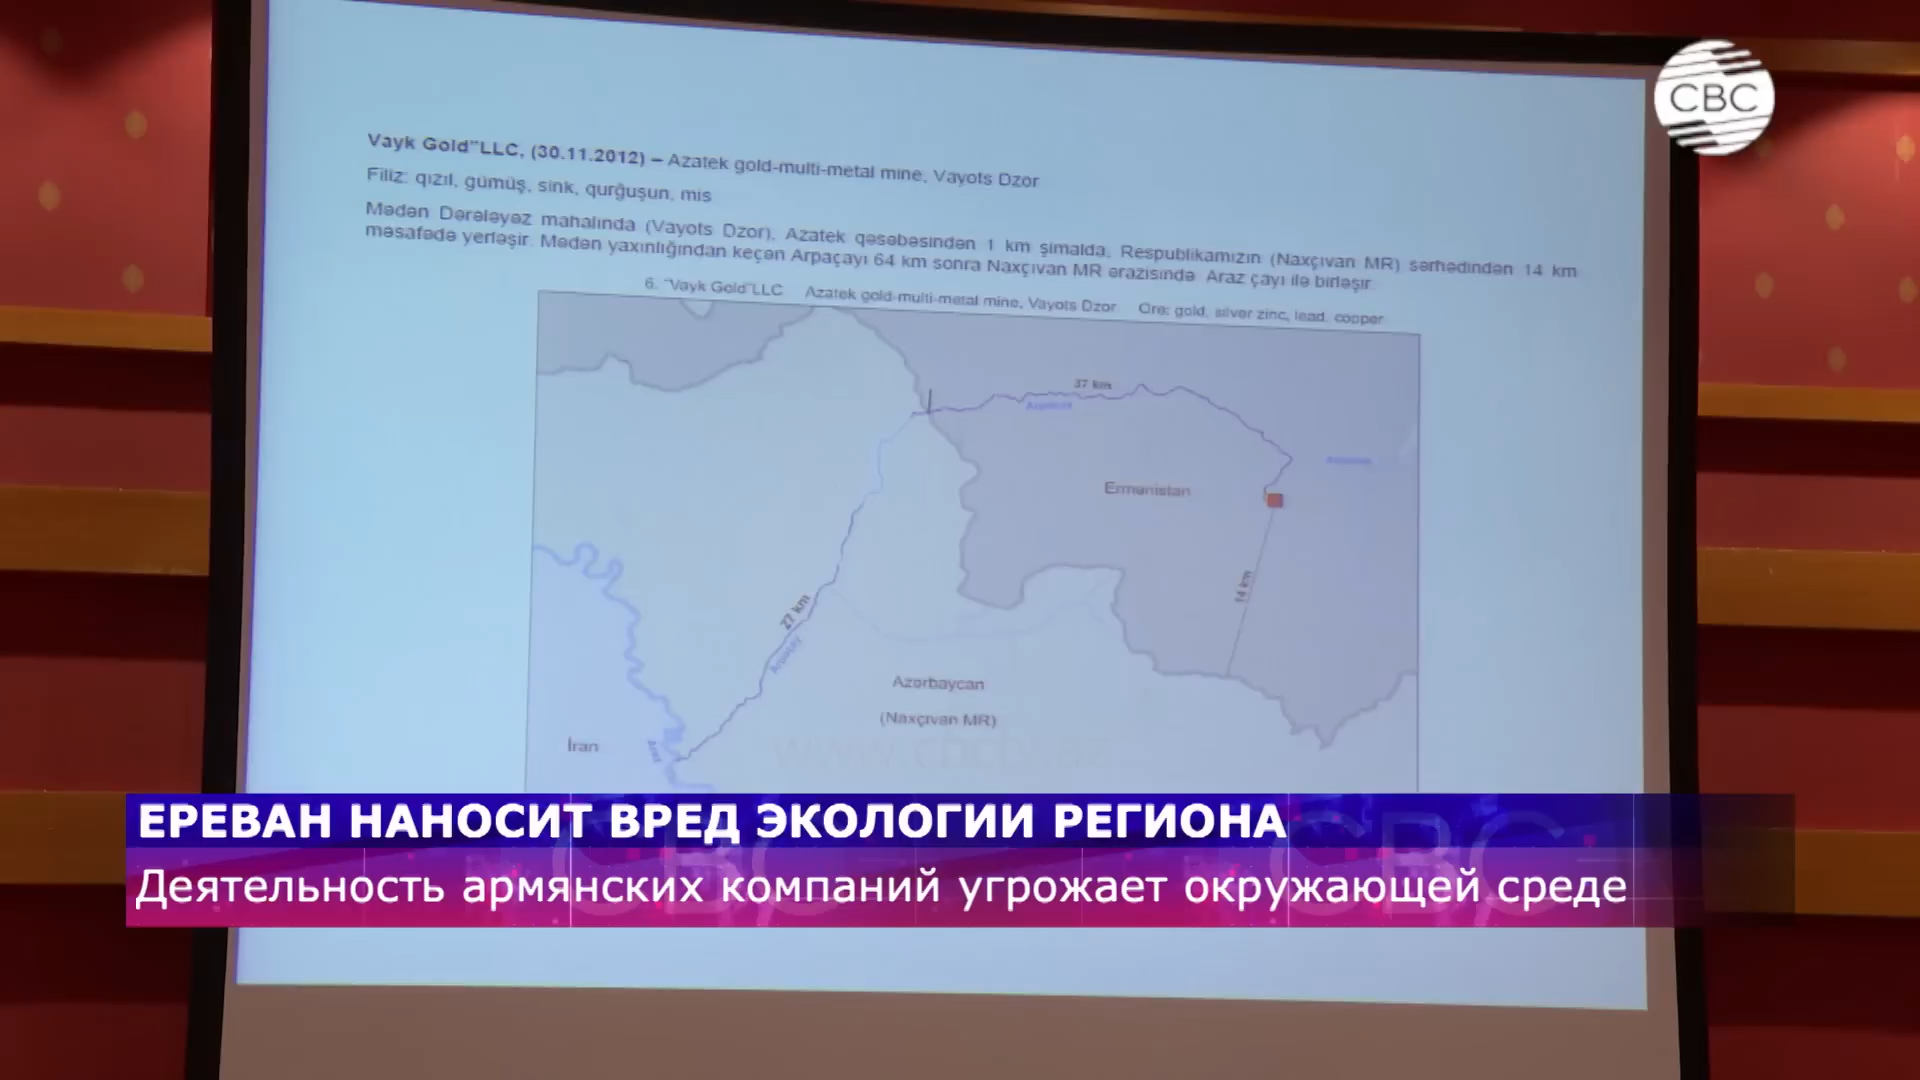 CBC
Vayk Gold"LLC, (30.11.2012) – Azatek gold-multi-metal mine, Vayots Dzor
Filiz: qızıl, gümüş, sink, qurğuşun, mis
Mədən Dərələyəz mahalında (Vayots Dzor), Azatek qəsəbəsindən 1 km şimalda, Respublikamızın (Naxçıvan MR) sərhədindən 14 km
məsafədə yerləşir. Mədən yaxınlığından keçən Arpaçayı 64 km sonra Naxçıvan MR ərazisində Araz çayı ilə birləşir.
6. "Vayk Gold"LLC Azatek gold-multi-metal mine, Vayots Dzor Ore: gold, silver zinc, lead, copper
37 km
Ermənistan
14 km
27 km
Arpaçay
Azərbaycan
(Naxçıvan MR)
İran
Araz
ЕРЕВАН НАНОСИТ ВРЕД ЭКОЛОГИИ РЕГИОНА
Деятельность армянских компаний угрожает окружающей среде